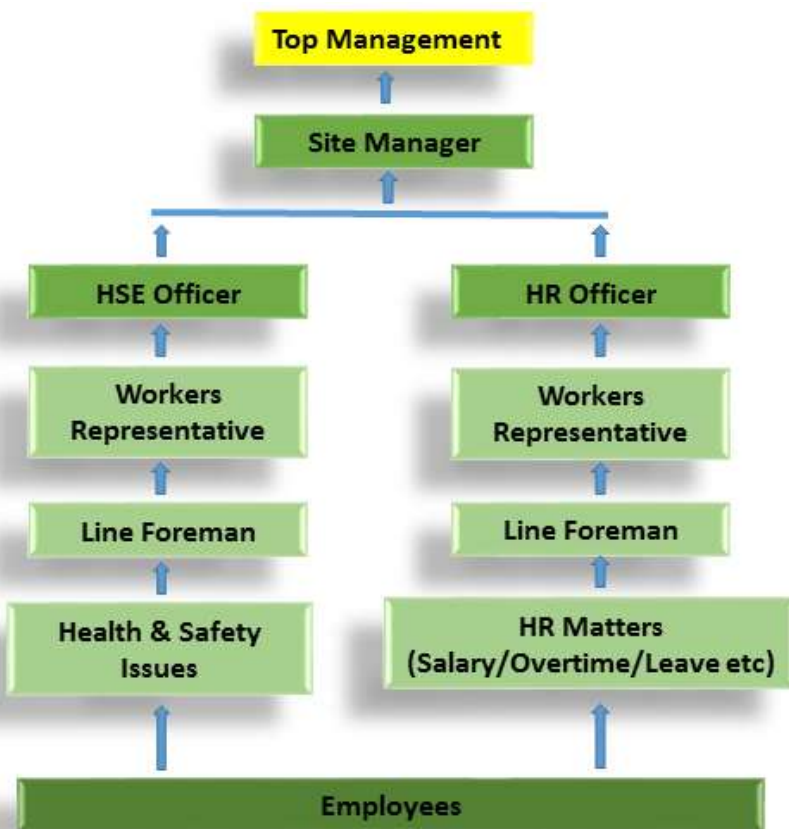 Top Management
Site Manager
HSE Officer
HR Officer
Workers
Representative
Workers
Representative
Line Foreman
Line Foreman
Health & Safety
Issues
HR Matters
(Salary/Overtime/Leave etc)
Employees